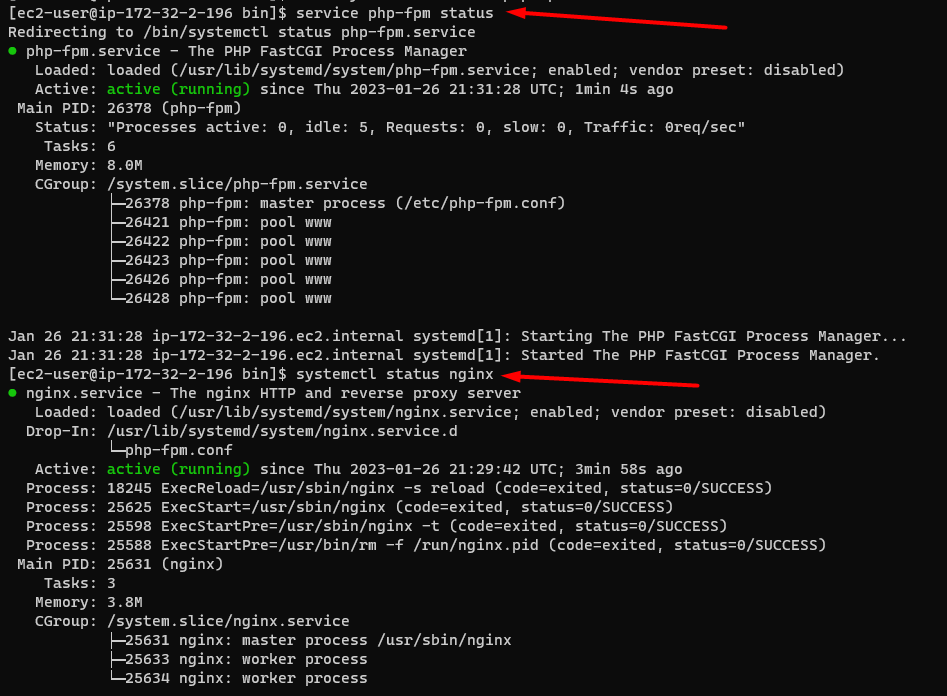 [ec2-user@ip-172-32-2-196 bin]$ service php-fpm status
Redirecting to /bin/systemctl status php-fpm.service
● php-fpm.service - The PHP FastCGI Process Manager
   Loaded: loaded (/usr/lib/systemd/system/php-fpm.service; enabled; vendor preset: disabled)
   Active: active (running) since Thu 2023-01-26 21:31:28 UTC; 1min 4s ago
 Main PID: 26378 (php-fpm)
   Status: "Processes active: 0, idle: 5, Requests: 0, slow: 0, Traffic: 0req/sec"
    Tasks: 6
   Memory: 8.0M
   CGroup: /system.slice/php-fpm.service
           ├─26378 php-fpm: master process (/etc/php-fpm.conf)
           ├─26421 php-fpm: pool www
           ├─26422 php-fpm: pool www
           ├─26423 php-fpm: pool www
           ├─26426 php-fpm: pool www
           └─26428 php-fpm: pool www

Jan 26 21:31:28 ip-172-32-2-196.ec2.internal systemd[1]: Starting The PHP FastCGI Process Manager...
Jan 26 21:31:28 ip-172-32-2-196.ec2.internal systemd[1]: Started The PHP FastCGI Process Manager.
[ec2-user@ip-172-32-2-196 bin]$ systemctl status nginx
● nginx.service - The nginx HTTP and reverse proxy server
   Loaded: loaded (/usr/lib/systemd/system/nginx.service; enabled; vendor preset: disabled)
  Drop-In: /usr/lib/systemd/system/nginx.service.d
           └─php-fpm.conf
   Active: active (running) since Thu 2023-01-26 21:29:42 UTC; 3min 58s ago
  Process: 18245 ExecReload=/usr/sbin/nginx -s reload (code=exited, status=0/SUCCESS)
  Process: 25625 ExecStart=/usr/sbin/nginx (code=exited, status=0/SUCCESS)
  Process: 25598 ExecStartPre=/usr/sbin/nginx -t (code=exited, status=0/SUCCESS)
  Process: 25588 ExecStartPre=/usr/bin/rm -f /run/nginx.pid (code=exited, status=0/SUCCESS)
 Main PID: 25631 (nginx)
    Tasks: 3
   Memory: 3.8M
   CGroup: /system.slice/nginx.service
           ├─25631 nginx: master process /usr/sbin/nginx
           ├─25633 nginx: worker process
           └─25634 nginx: worker process